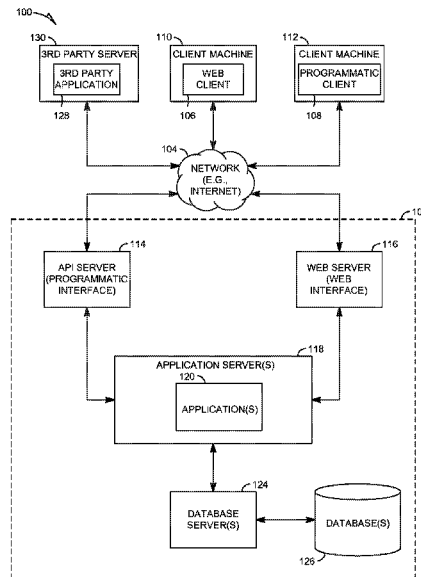 100
130
3RD PARTY SERVER
3RD PARTY
APPLICATION
128
110
CLIENT MACHINE
WEB
CLIENT
106
112
CLIENT MACHINE
PROGRAMMATIC
CLIENT
108
104
NETWORK
(E.G.,
INTERNET)
10
114
API SERVER
(PROGRAMMATIC
INTERFACE)
116
WEB SERVER
(WEB
INTERFACE)
118
APPLICATION SERVER(S)
120
APPLICATION(S)
124
DATABASE
SERVER(S)
DATABASE(S)
126